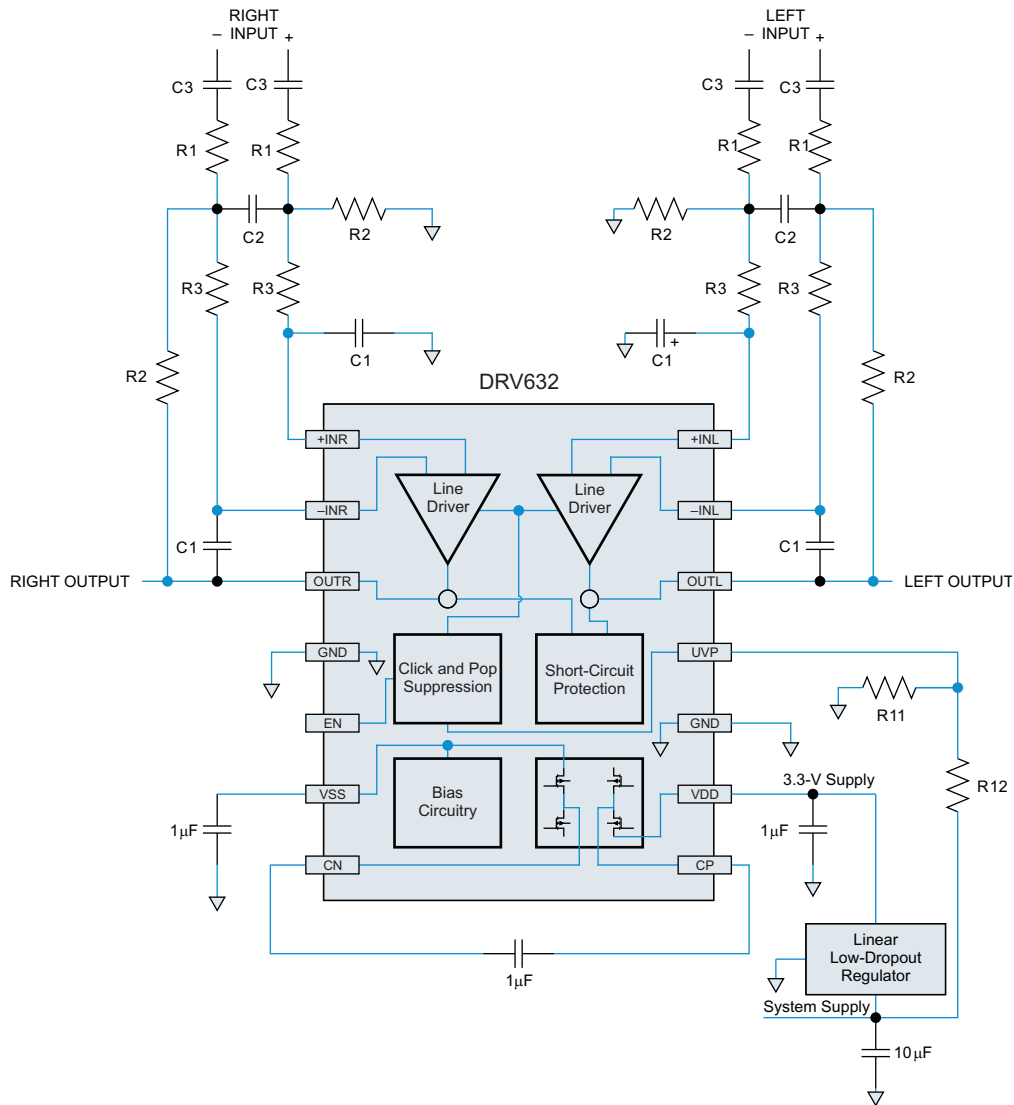 RIGHT
INPUT
– +
LEFT
INPUT
– +
C3
C3
C3
C3
R1
R1
R1
R1
C2
R2
R2
C2
R3
R3
R3
R3
C1
C1 +
R2
R2
DRV632
+INR
+INL
Line
Driver
Line
Driver
–INR
–INL
C1
C1
RIGHT OUTPUT
OUTR
OUTL
LEFT OUTPUT
GND
UVP
Click and Pop
Suppression
Short-Circuit
Protection
R11
EN
GND
R12
3.3-V Supply
VSS
Bias
Circuitry
VDD
1μF
1μF
CN
CP
1μF
Linear
Low-Dropout
Regulator
System Supply
10μF